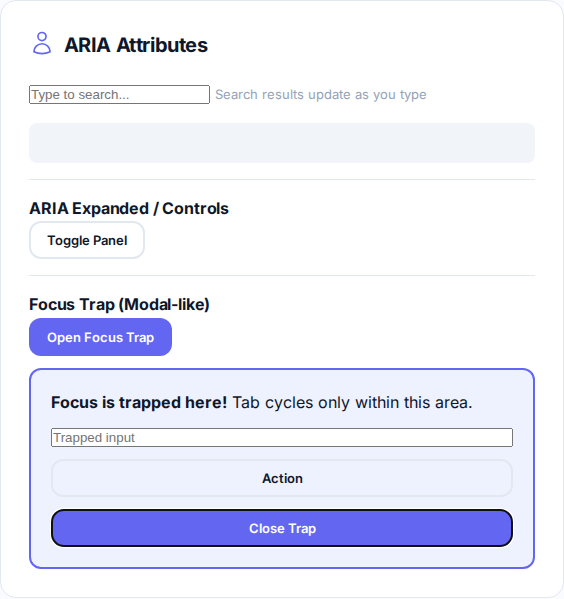 ARIA Attributes
Type to search... Search results update as you type
ARIA Expanded / Controls
Toggle Panel
Focus Trap (Modal-like)
Open Focus Trap
Focus is trapped here! Tab cycles only within this area.
Trapped input
Action
Close Trap